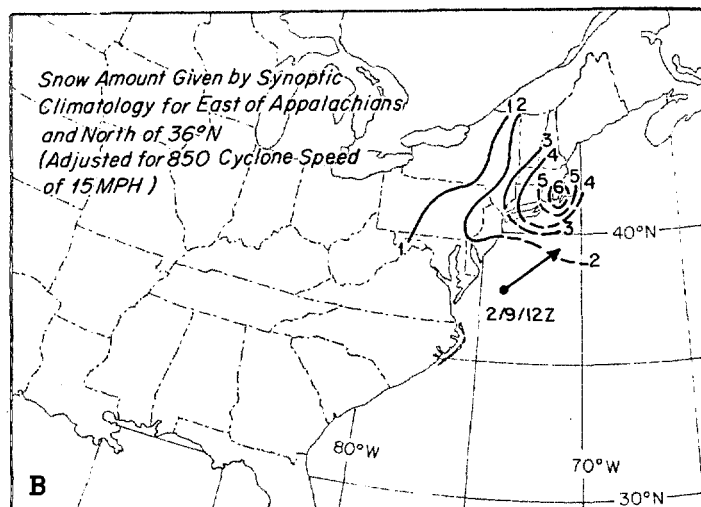 Snow Amount Given by Synoptic
Climatology for East of Appalachians
and North of 36°N
(Adjusted for 850 Cyclone Speed
of 15 MPH)
1 2
3
4
5 6 5 4
3
1
2
40°N
2/9/12Z
80°W
70°W
30°N
B